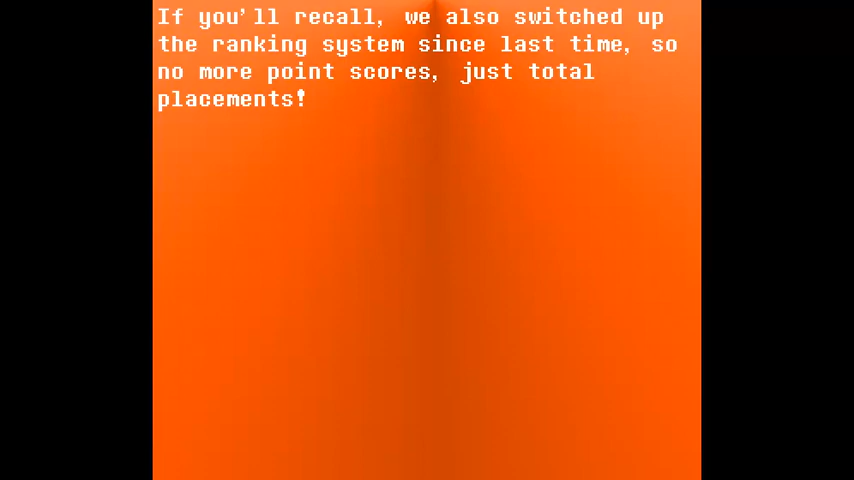 If you'll recall, we also switched up
the ranking system since last time, so
no more point scores, just total
placements!